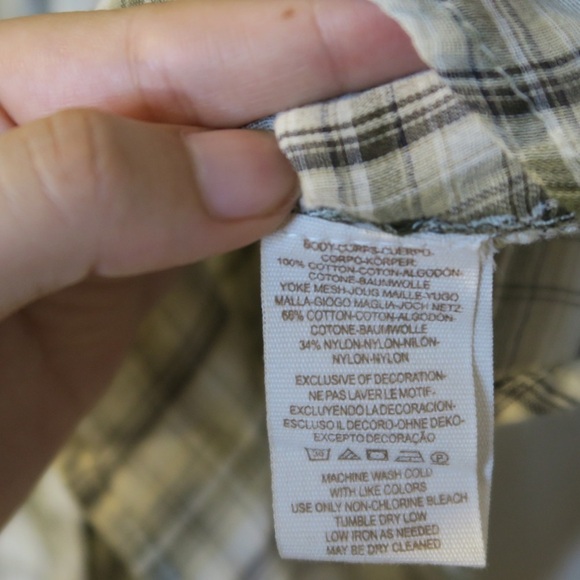 BODY-CORPS-CUERPO-
CORPO-KÖRPER:
100% COTTON-COTON-ALGODÓN-
COTONE-BAUMWOLLE
YOKE MESH-JOUG MAILLE-YUGO
MALLA-GIOGO MAGLIA-JOCH NETZ
66% COTTON-COTON-ALGODÓN-
COTONE-BAUMWOLLE
34% NYLON-NYLON-NILÓN-
NYLON-NYLON
EXCLUSIVE OF DECORATION-
NE PAS LAVER LE MOTIF-
EXCLUYENDO LA DECORACION-
ESCLUSO IL DECORO-OHNE DEKO-
EXCEPTO DECORAÇÃO
30 P
MACHINE WASH COLD
WITH LIKE COLORS
USE ONLY NON-CHLORINE BLEACH
TUMBLE DRY LOW
LOW IRON AS NEEDED
MAY BE DRY CLEANED